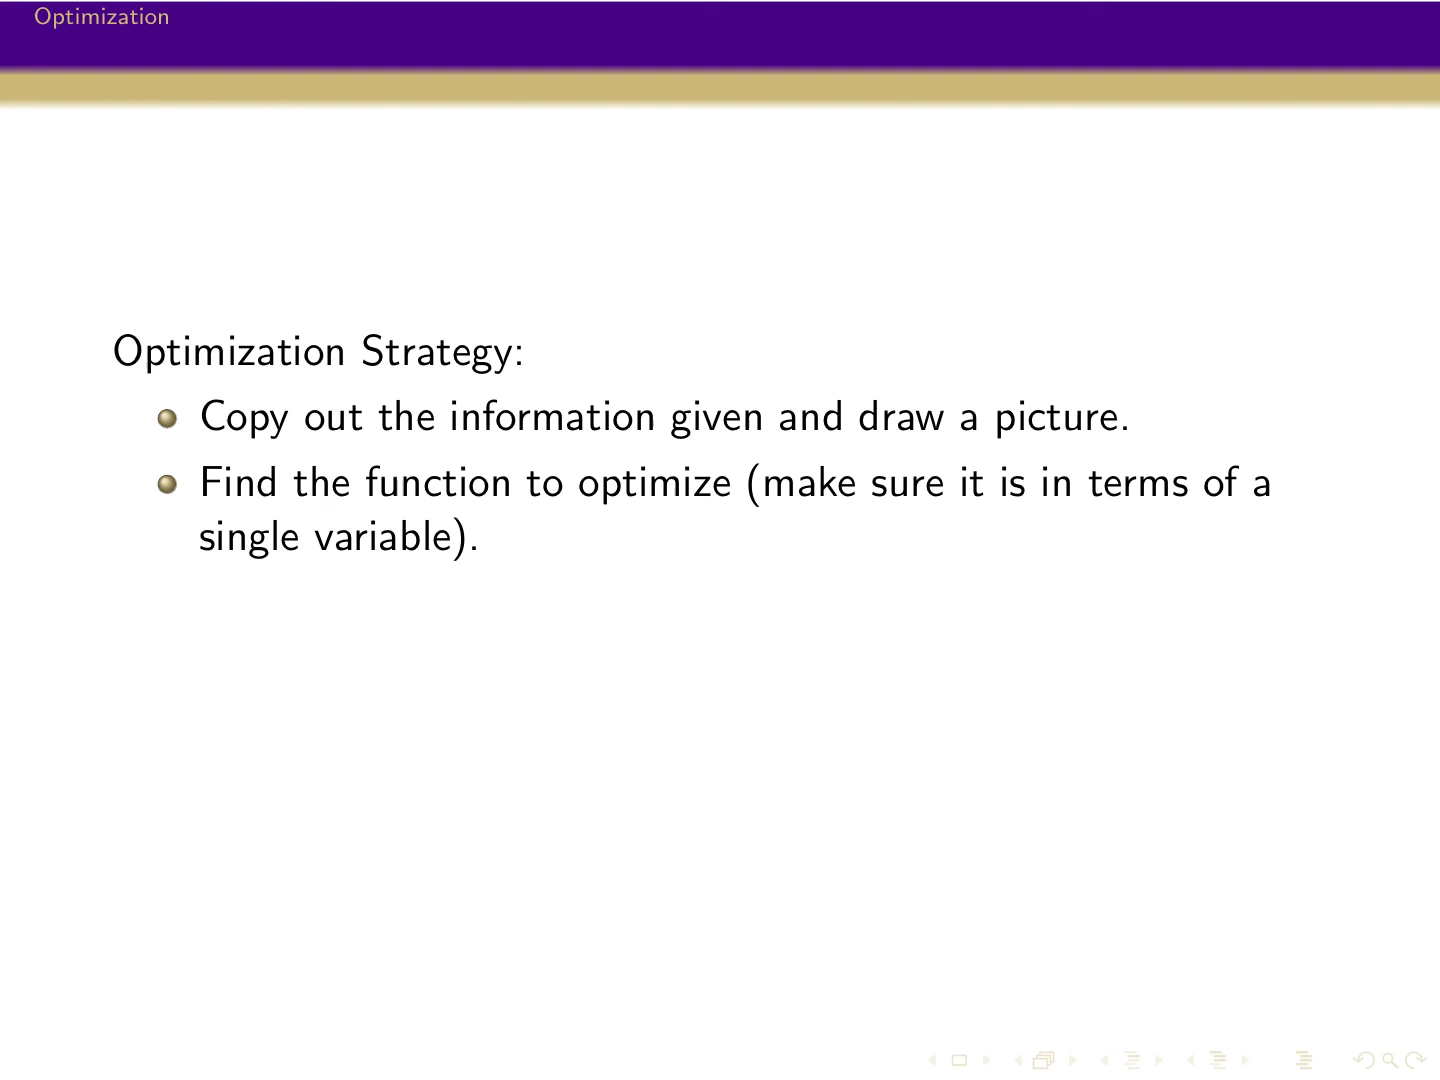 Optimization
Optimization Strategy:
Copy out the information given and draw a picture.
Find the function to optimize (make sure it is in terms of a
single variable).